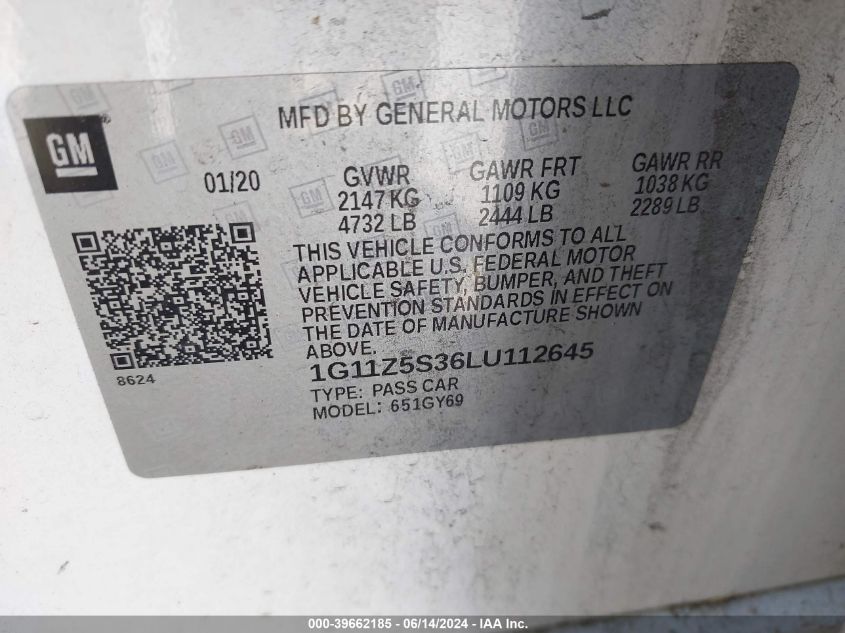 MFD BY GENERAL MOTORS LLC
GM
01/20
GVWR
2147 KG
4732 LB
GAWR FRT
1109 KG
2444 LB
GAWR RR
1038 KG
2289 LB
THIS VEHICLE CONFORMS TO ALL
APPLICABLE U.S. FEDERAL MOTOR
VEHICLE SAFETY, BUMPER, AND THEFT
PREVENTION STANDARDS IN EFFECT ON
THE DATE OF MANUFACTURE SHOWN
ABOVE.
8624
1G11Z5S36LU112645
TYPE: PASS CAR
MODEL: 651GY69
000-39662185 - 06/14/2024 - IAA Inc.